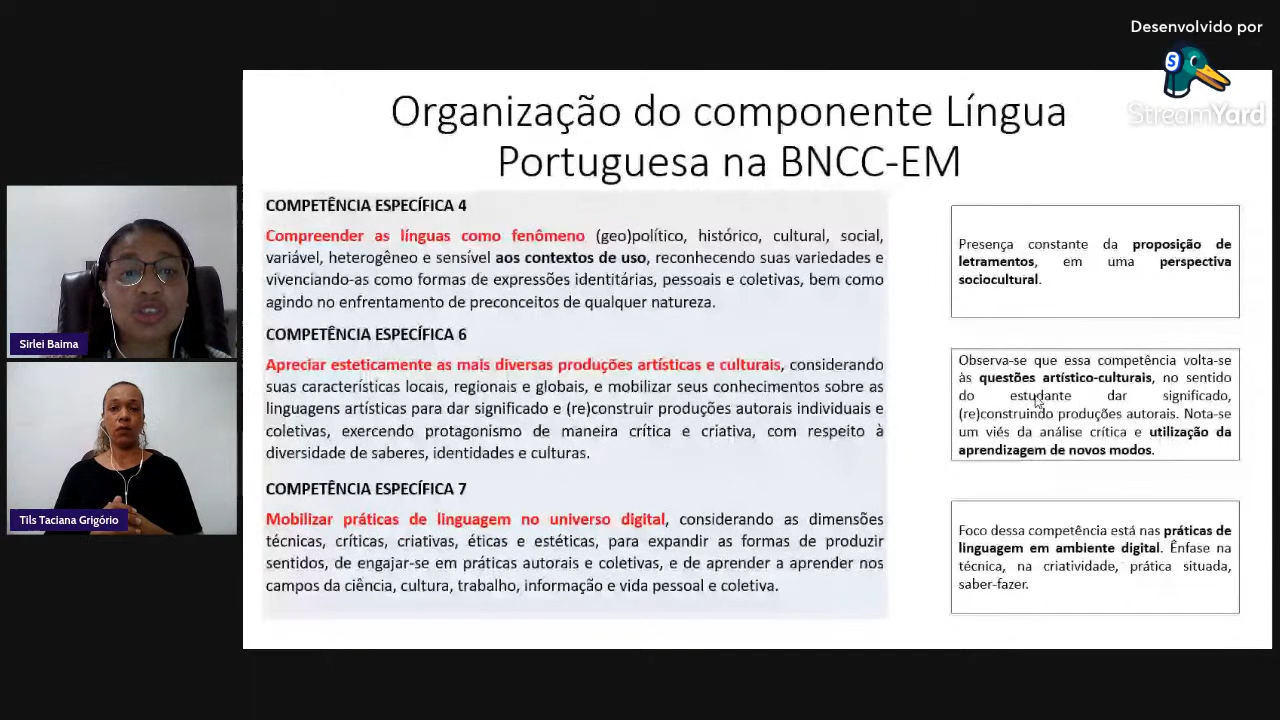 Desenvolvido por
StreamYard
Organização do componente Língua
Portuguesa na BNCC-EM
COMPETÊNCIA ESPECÍFICA 4
Compreender as línguas como fenômeno (geo)político, histórico, cultural, social,
variável, heterogêneo e sensível aos contextos de uso, reconhecendo suas variedades e
vivenciando-as como formas de expressões identitárias, pessoais e coletivas, bem como
agindo no enfrentamento de preconceitos de qualquer natureza.
COMPETÊNCIA ESPECÍFICA 6
Apreciar esteticamente as mais diversas produções artísticas e culturais, considerando
suas características locais, regionais e globais, e mobilizar seus conhecimentos sobre as
linguagens artísticas para dar significado e (re)construir produções autorais individuais e
coletivas, exercendo protagonismo de maneira crítica e criativa, com respeito à
diversidade de saberes, identidades e culturas.
COMPETÊNCIA ESPECÍFICA 7
Mobilizar práticas de linguagem no universo digital, considerando as dimensões
técnicas, críticas, criativas, éticas e estéticas, para expandir as formas de produzir
sentidos, de engajar-se em práticas autorais e coletivas, e de aprender a aprender nos
campos da ciência, cultura, trabalho, informação e vida pessoal e coletiva.
Presença constante da proposição de
letramentos, em uma perspectiva
sociocultural.
Observa-se que essa competência volta-se
às questões artístico-culturais, no sentido
do estudante dar significado,
(re)construindo produções autorais. Nota-se
um viés da análise crítica e utilização da
aprendizagem de novos modos.
Foco dessa competência está nas práticas de
linguagem em ambiente digital. Ênfase na
técnica, na criatividade, prática situada,
saber-fazer.
Sirlei Baima
Tils Taciana Grigório